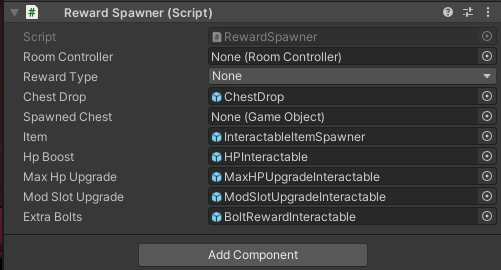 Reward Spawner (Script)
Script RewardSpawner
Room Controller None (Room Controller)
Reward Type None
Chest Drop ChestDrop
Spawned Chest None (Game Object)
Item InteractableItemSpawner
Hp Boost HPInteractable
Max Hp Upgrade MaxHPUpgradeInteractable
Mod Slot Upgrade ModSlotUpgradeInteractable
Extra Bolts BoltRewardInteractable
Add Component